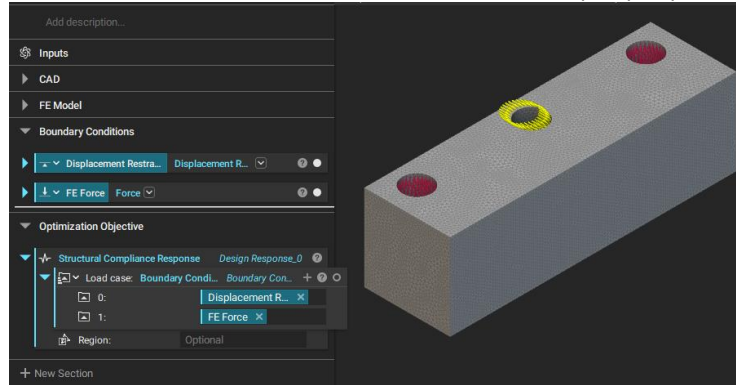 Add description...
Inputs
CAD
FE Model
Boundary Conditions
Displacement Restra... Displacement R...
FE Force Force
Optimization Objective
Structural Compliance Response Design Response_0
Load case: Boundary Condi... Boundary Con...
0: Displacement R...
1: FE Force
Region: Optional
New Section